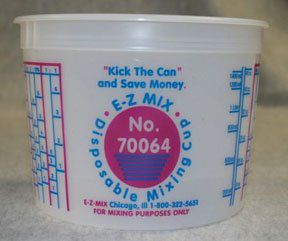 "Kick The Can"
and Save Money.
• E-Z MIX •
Disposable Mixing Cup
No.
70064
E-Z-MIX Chicago, Ill 1-800-322-5651
FOR MIXING PURPOSES ONLY